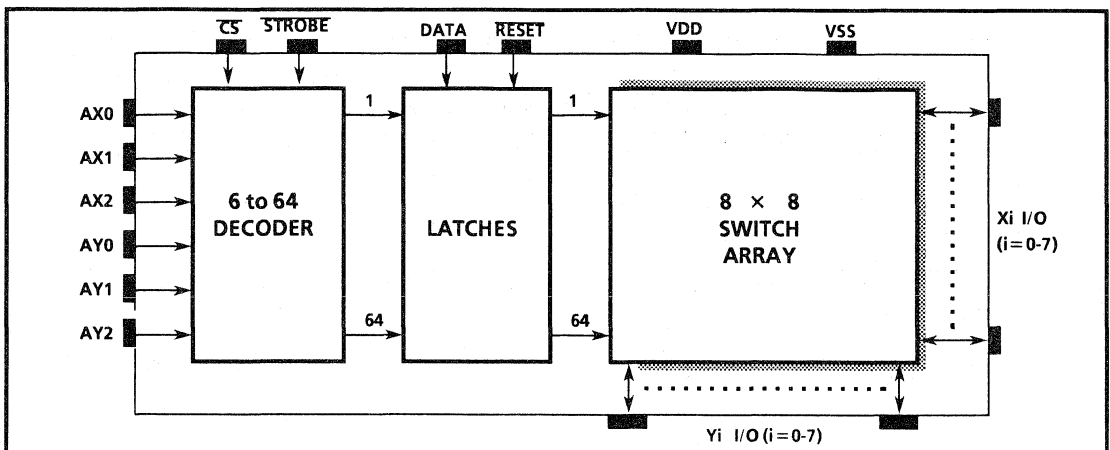 CS STROBE DATA RESET VDD VSS
AX0
AX1
AX2
AY0
AY1
AY2
6 to 64
DECODER
1
64
LATCHES
1
64
8 × 8
SWITCH
ARRAY
Xi I/O
(i=0-7)
Yi I/O (i=0-7)